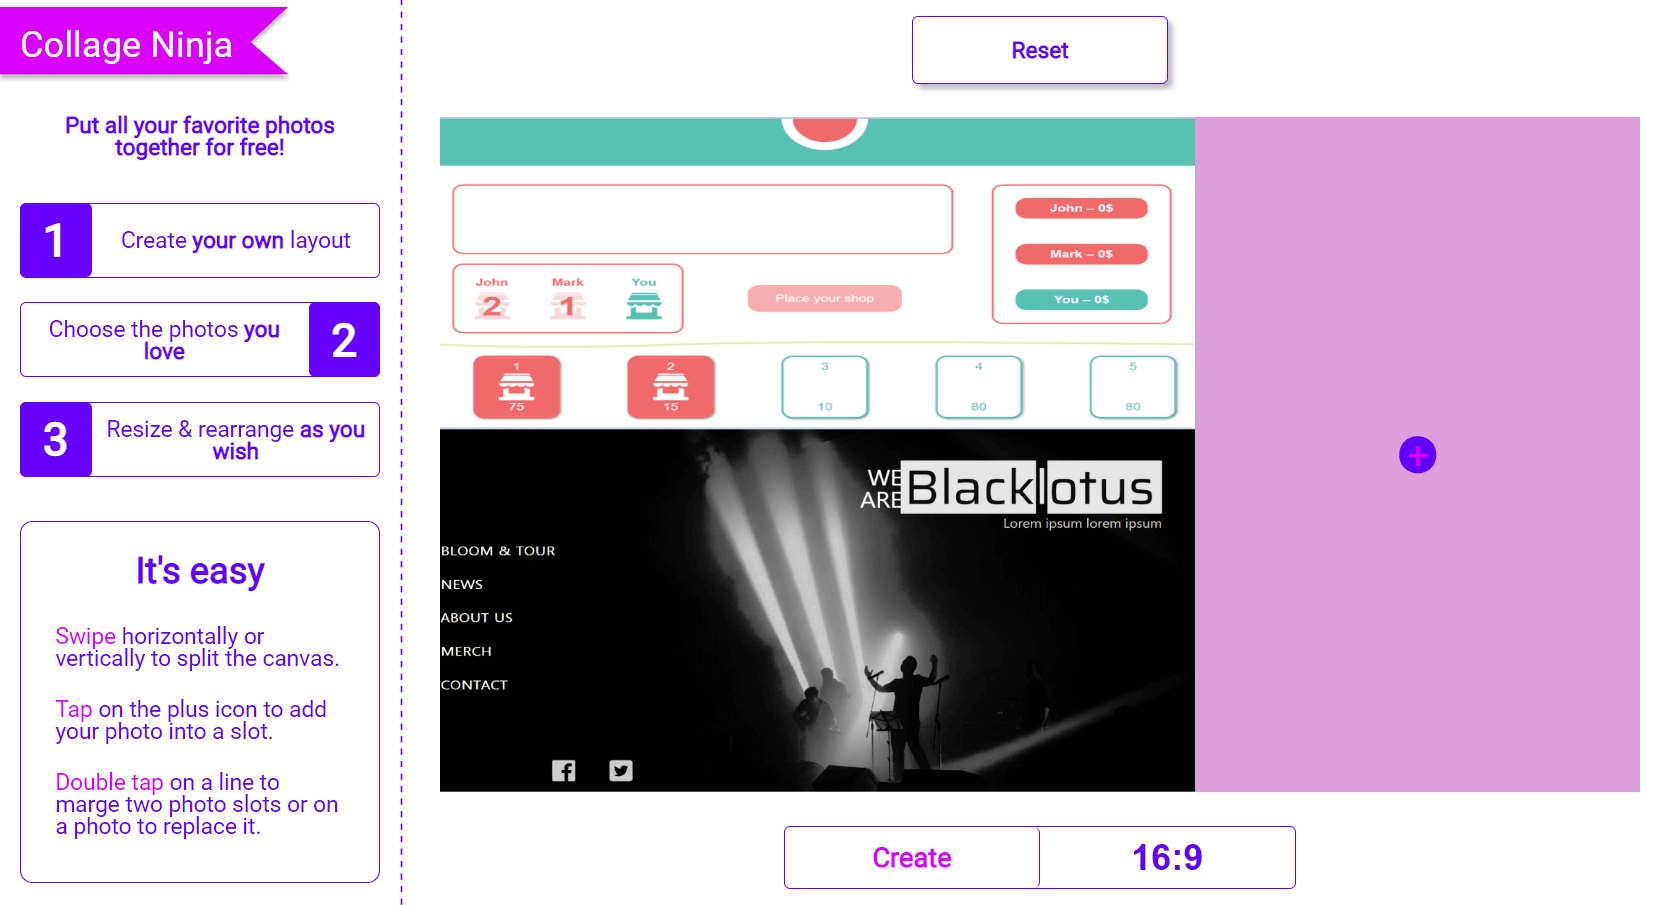 Collage Ninja
Put all your favorite photos
together for free!
1
Create your own layout
Choose the photos you
love
2
3
Resize & rearrange as you
wish
It's easy
Swipe horizontally or
vertically to split the canvas.
Tap on the plus icon to add
your photo into a slot.
Double tap on a line to
marge two photo slots or on
a photo to replace it.
Reset
John – 0$
Mark – 0$
You – 0$
John
Mark
You
2
1
Place your shop
1
2
3
4
5
75
15
10
80
80
WE
ARE
Blacklotus
Lorem ipsum lorem ipsum
BLOOM & TOUR
NEWS
ABOUT US
MERCH
CONTACT
Create
16:9